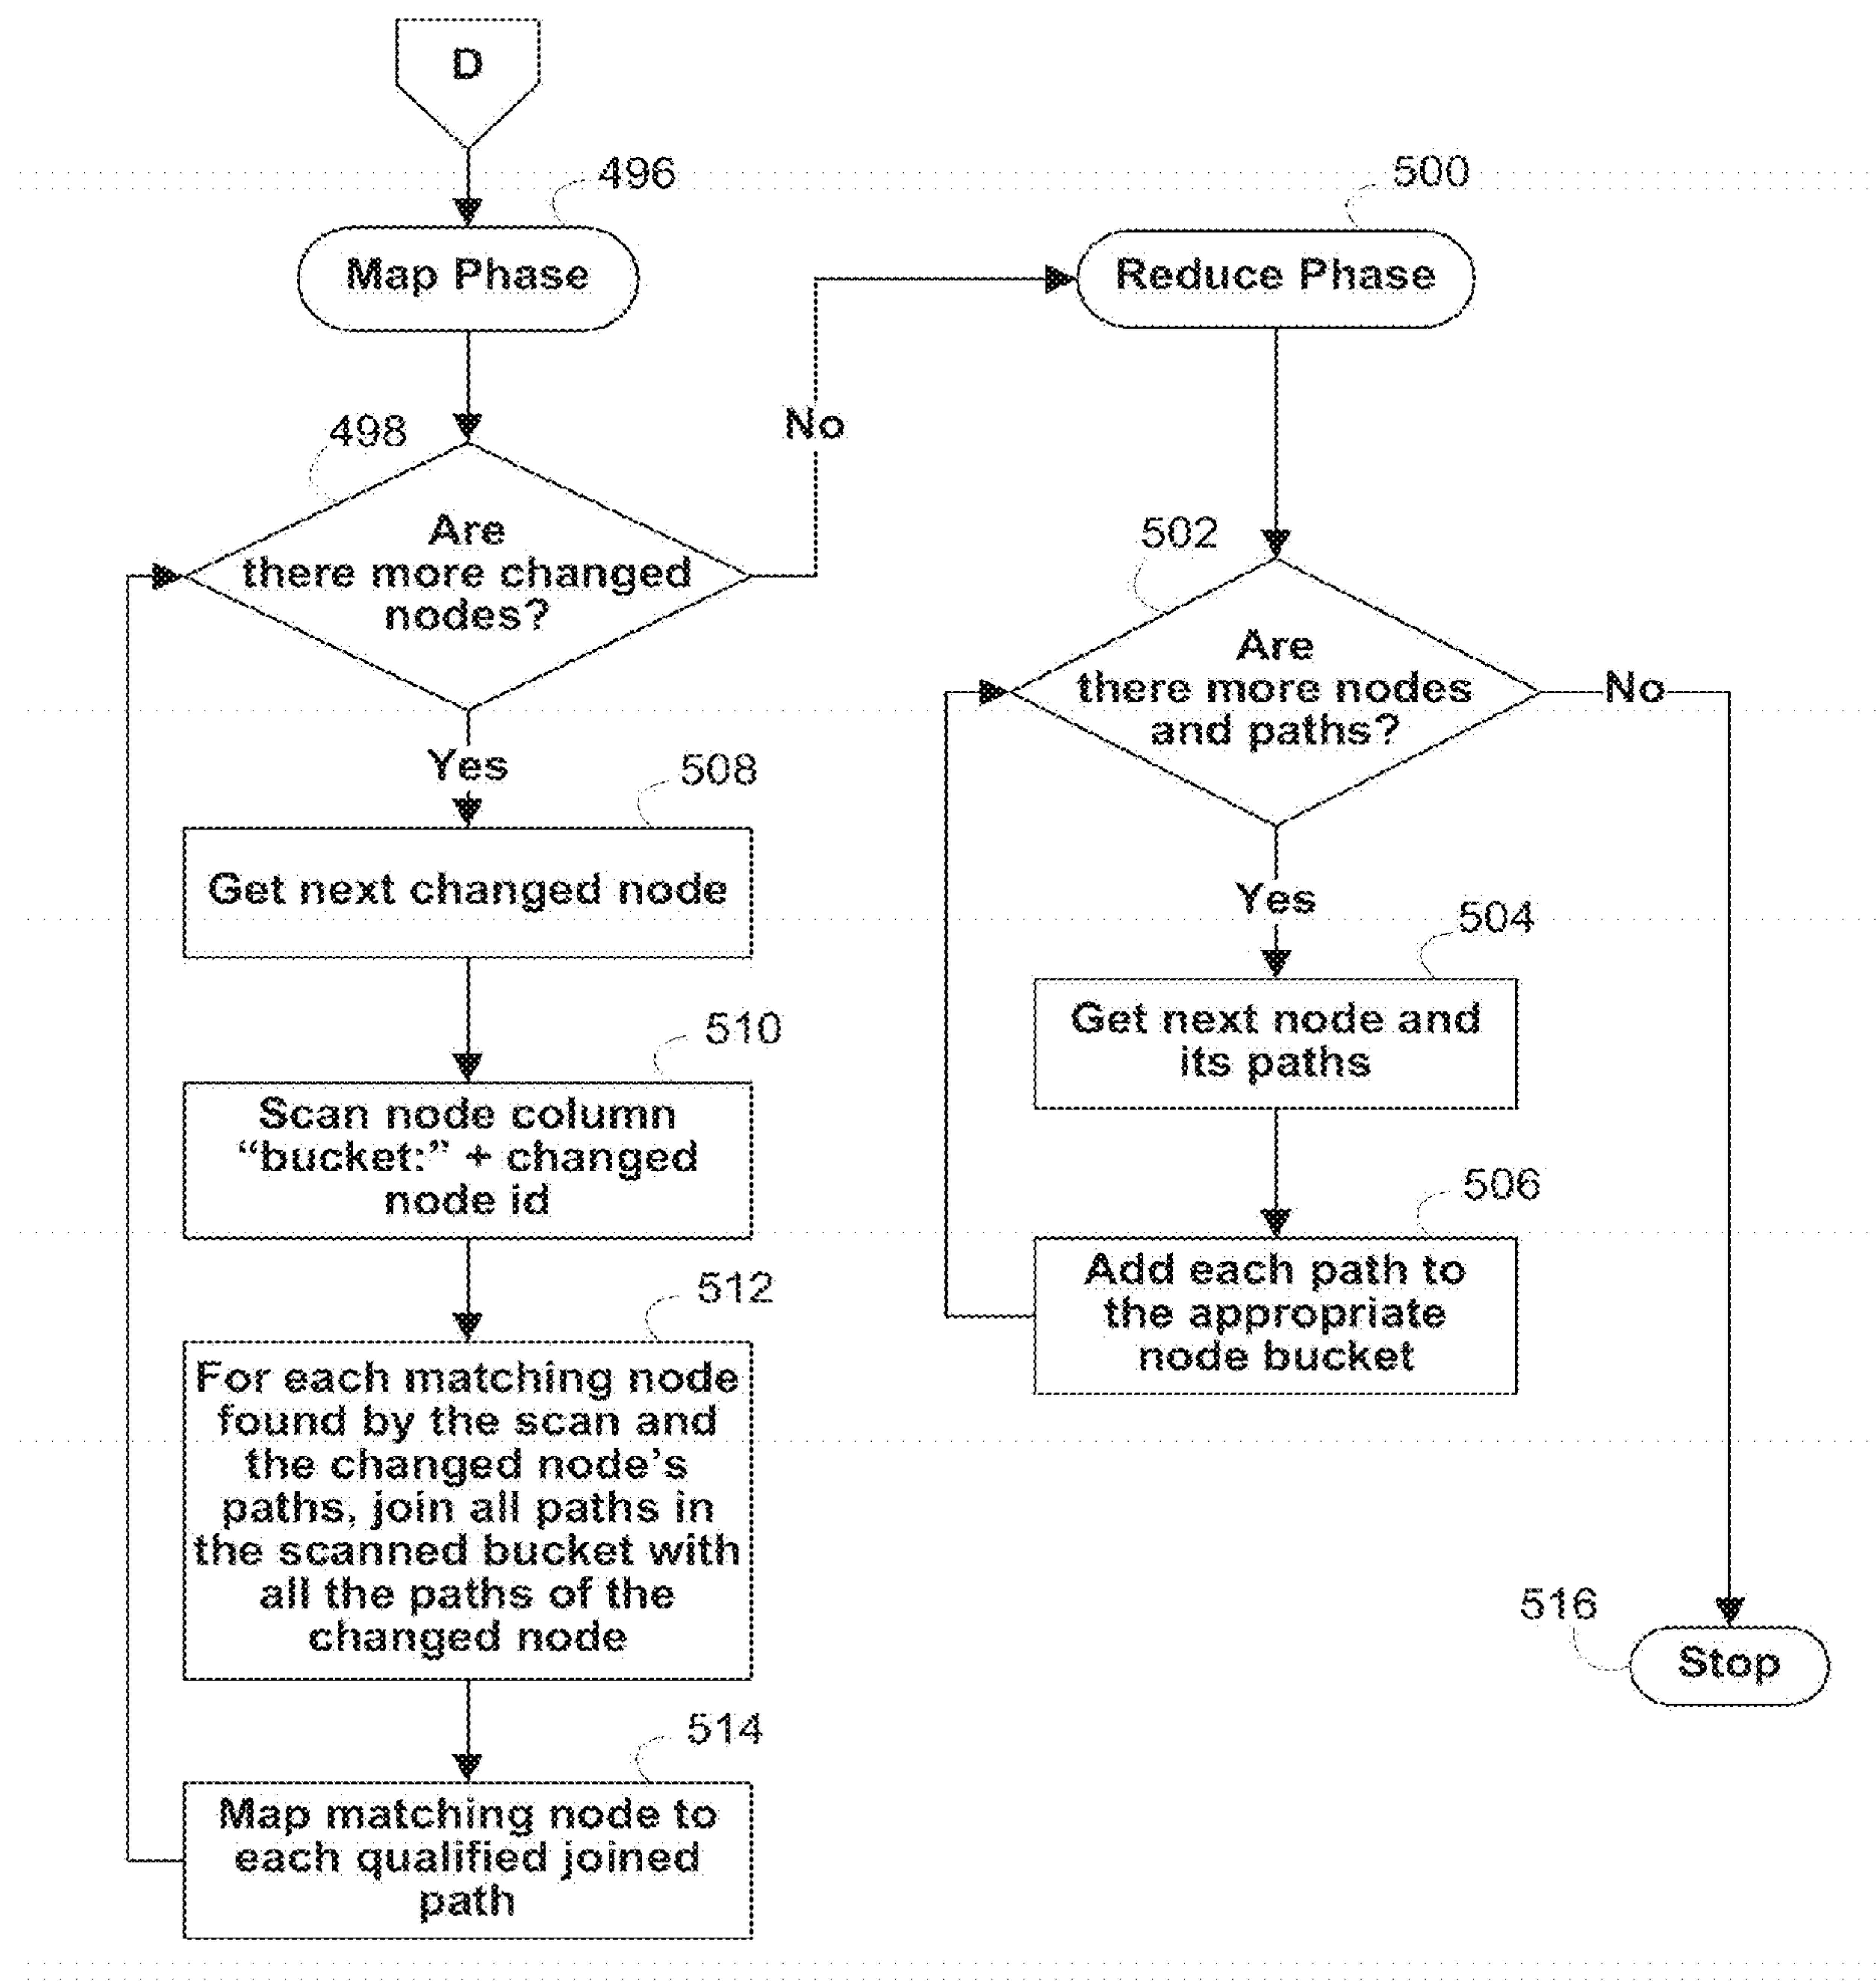 D
496
Map Phase
498
Are
there more changed
nodes?
No
Yes
508
Get next changed node
510
Scan node column
“bucket:” + changed
node id
512
For each matching node
found by the scan and
the changed node’s
paths, join all paths in
the scanned bucket with
all the paths of the
changed node
514
Map matching node to
each qualified joined
path
500
Reduce Phase
502
Are
there more nodes
and paths?
No
Yes
504
Get next node and
its paths
506
Add each path to
the appropriate
node bucket
516
Stop